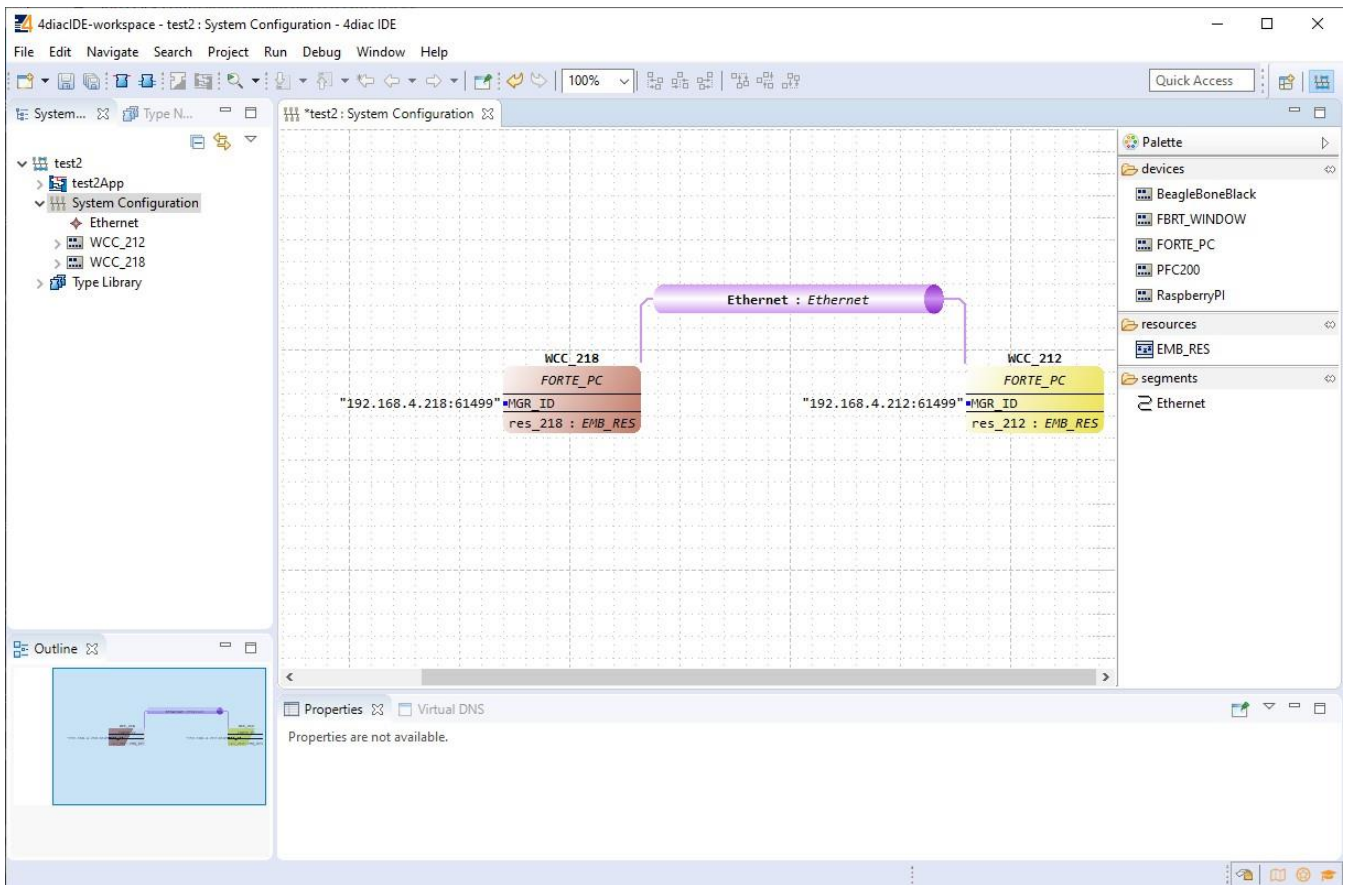 4diacIDE-workspace - test2 : System Configuration - 4diac IDE
File Edit Navigate Search Project Run Debug Window Help
100%
Quick Access
System...
Type N...
test2
test2App
System Configuration
Ethernet
WCC_212
WCC_218
Type Library
*test2 : System Configuration
Ethernet : Ethernet
WCC_218
FORTE_PC
"192.168.4.218:61499" MGR_ID
res_218 : EMB_RES
WCC_212
FORTE_PC
"192.168.4.212:61499" MGR_ID
res_212 : EMB_RES
Palette
devices
BeagleBoneBlack
FBRT_WINDOW
FORTE_PC
PFC200
RaspberryPI
resources
EMB_RES
segments
Ethernet
Outline
Properties
Virtual DNS
Properties are not available.